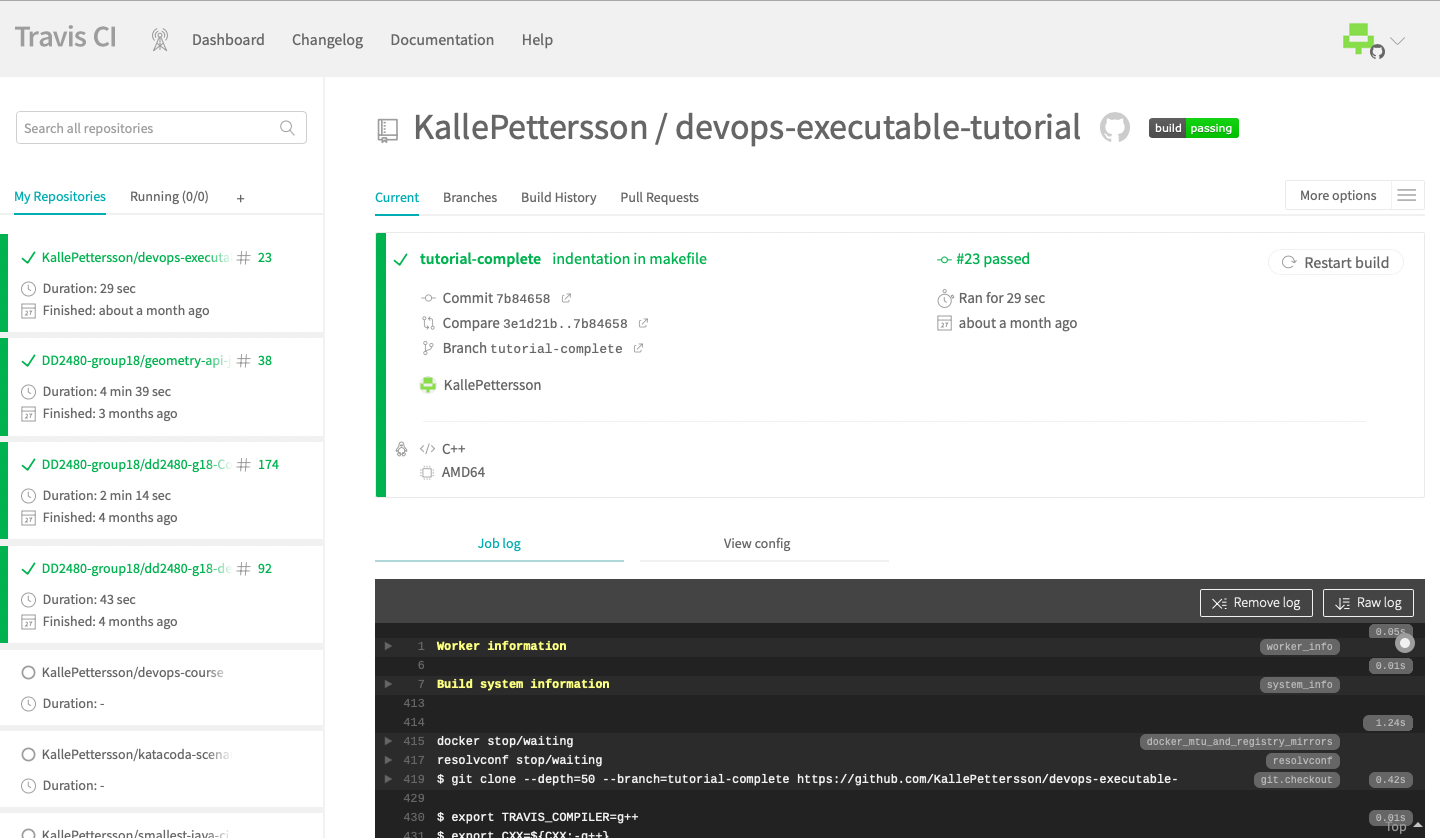 Travis CI
Dashboard Changelog Documentation Help
Search all repositories
My Repositories Running (0/0) +
KallePettersson/devops-executa # 23
Duration: 29 sec
27 Finished: about a month ago
DD2480-group18/geometry-api-j # 38
Duration: 4 min 39 sec
27 Finished: 3 months ago
DD2480-group18/dd2480-g18-Co # 174
Duration: 2 min 14 sec
27 Finished: 4 months ago
DD2480-group18/dd2480-g18-de # 92
Duration: 43 sec
27 Finished: 4 months ago
KallePettersson/devops-course
Duration: -
KallePettersson/katacoda-scena
Duration: -
KallePettersson/smallest-java-ci
KallePettersson / devops-executable-tutorial build passing
Current Branches Build History Pull Requests
More options
tutorial-complete indentation in makefile
#23 passed
Restart build
Commit 7b84658
Ran for 29 sec
Compare 3e1d21b..7b84658
27 about a month ago
Branch tutorial-complete
KallePettersson
</> C++
AMD64
Job log View config
Remove log Raw log
0.05s
1 Worker information worker_info
6 0.01s
7 Build system information system_info
413
414 1.24s
415 docker stop/waiting docker_mtu_and_registry_mirrors
417 resolvconf stop/waiting resolvconf
419 $ git clone --depth=50 --branch=tutorial-complete https://github.com/KallePettersson/devops-executable- git.checkout 0.42s
429
430 $ export TRAVIS_COMPILER=g++ 0.01s
431 $ export CXX=${CXX:-g++}
Top